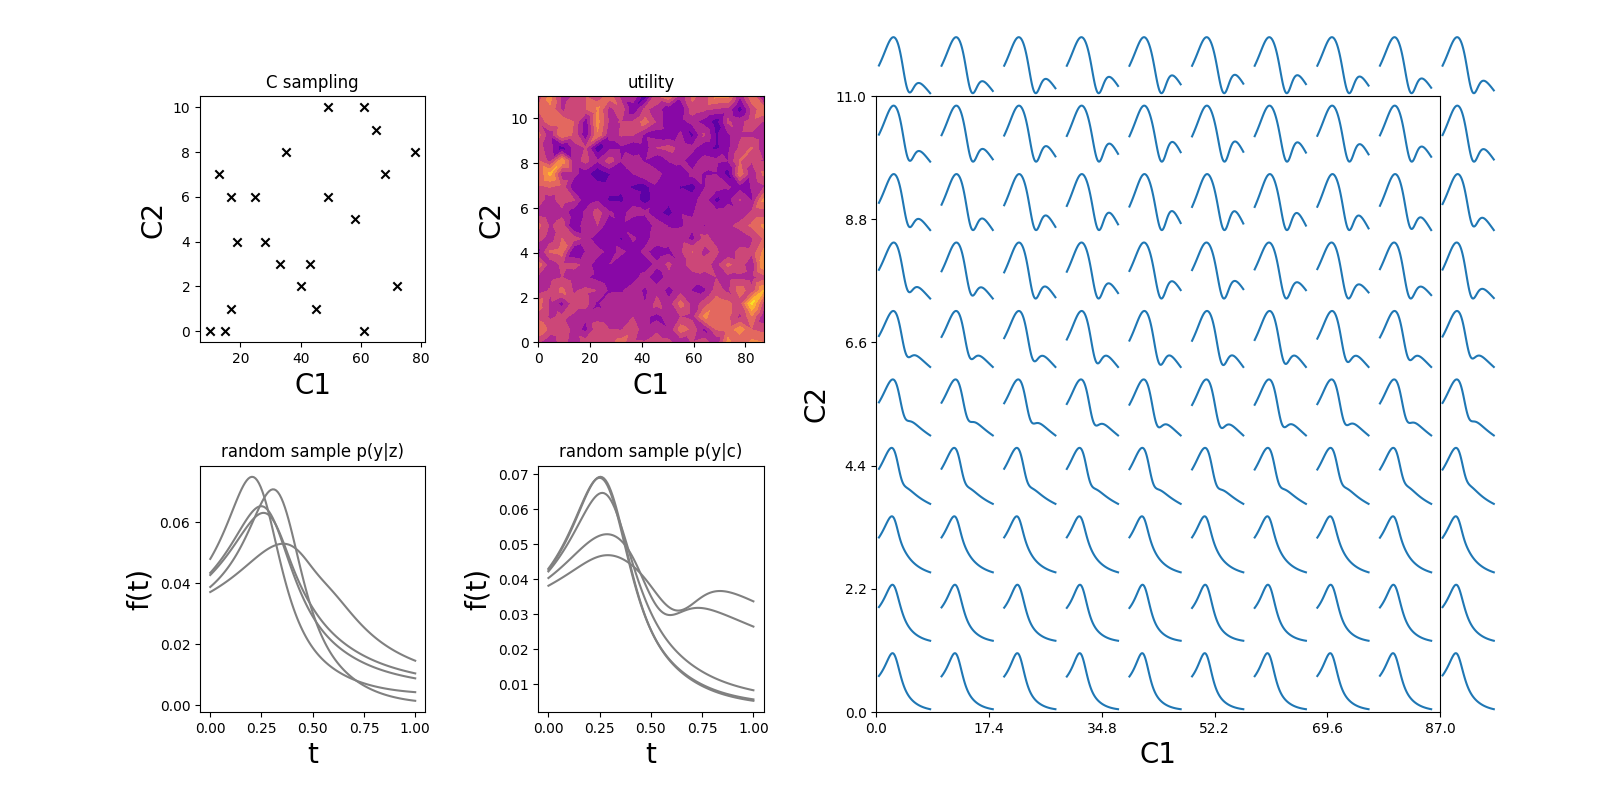 C sampling
10
8
6
4
2
0
C2
20 40 60 80
C1
utility
10
8
6
4
2
0
C2
0 20 40 60 80
C1
random sample p(y|z)
0.06
0.04
0.02
0.00
f(t)
0.00 0.25 0.50 0.75 1.00
t
random sample p(y|c)
0.07
0.06
0.05
0.04
0.03
0.02
0.01
f(t)
0.00 0.25 0.50 0.75 1.00
t
11.0
8.8
6.6
4.4
2.2
0.0
C2
0.0 17.4 34.8 52.2 69.6 87.0
C1